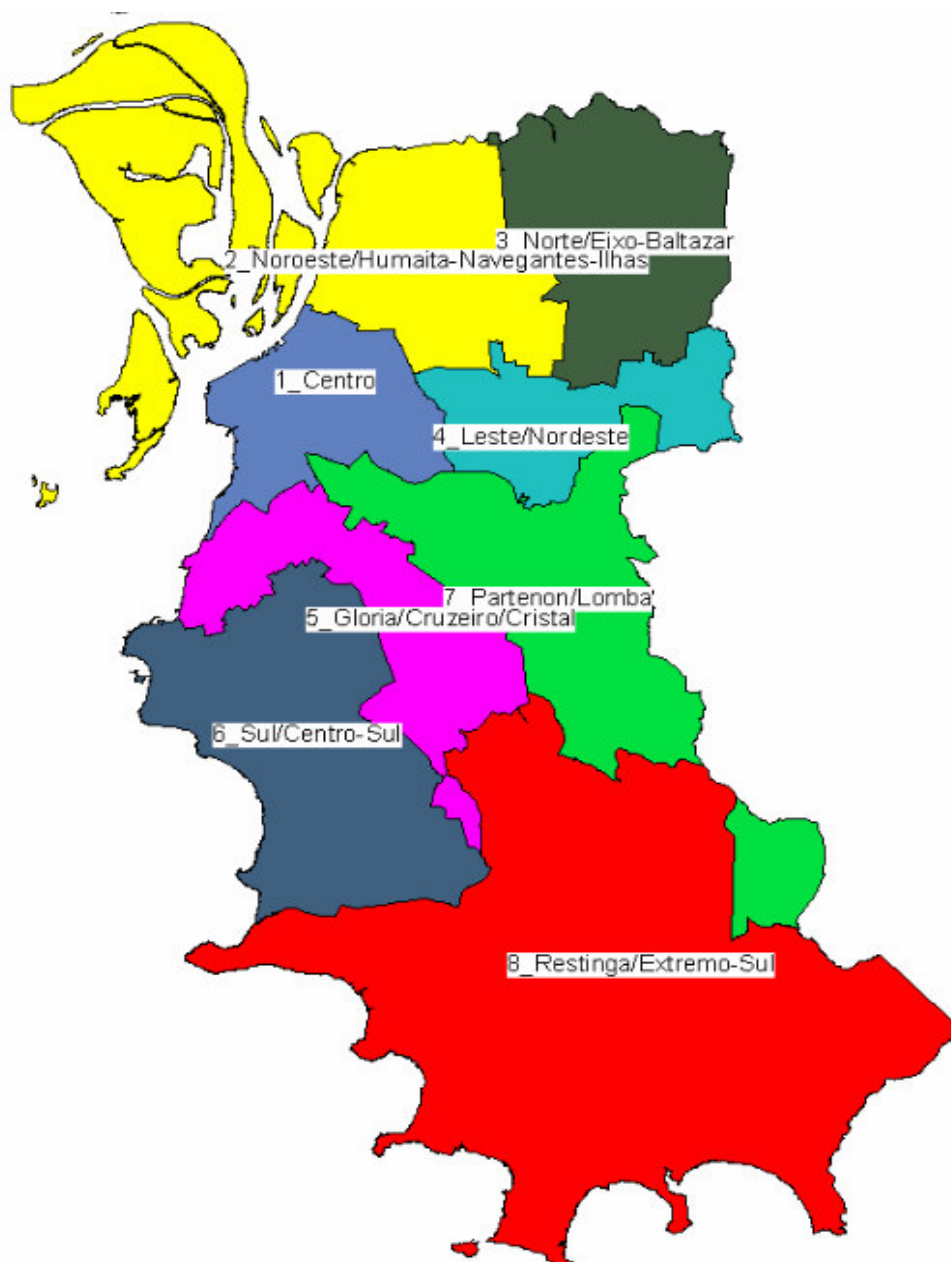 3_Norte/Eixo-Baltazar
2_Noroeste/Humaita-Navegantes-Ilhas
1_Centro
4_Leste/Nordeste
7_Partenon/Lomba
5_Gloria/Cruzeiro/Cristal
6_Sul/Centro-Sul
8_Restinga/Extremo-Sul